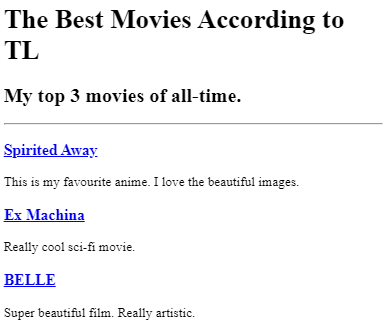 The Best Movies According to
TL
My top 3 movies of all-time.
Spirited Away
This is my favourite anime. I love the beautiful images.
Ex Machina
Really cool sci-fi movie.
BELLE
Super beautiful film. Really artistic.